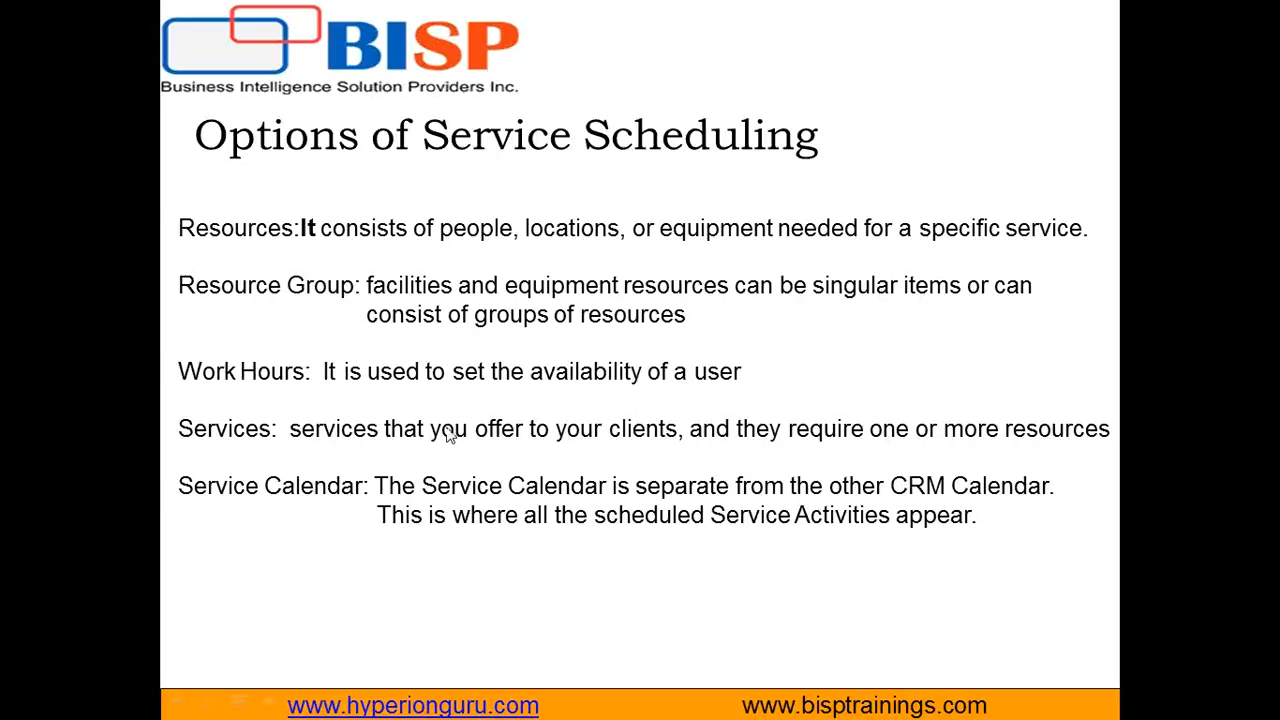 BISP
Business Intelligence Solution Providers Inc.
Options of Service Scheduling
Resources:It consists of people, locations, or equipment needed for a specific service.
Resource Group: facilities and equipment resources can be singular items or can
consist of groups of resources
Work Hours: It is used to set the availability of a user
Services: services that you offer to your clients, and they require one or more resources
Service Calendar: The Service Calendar is separate from the other CRM Calendar.
This is where all the scheduled Service Activities appear.
www.hyperionguru.com www.bisptrainings.com